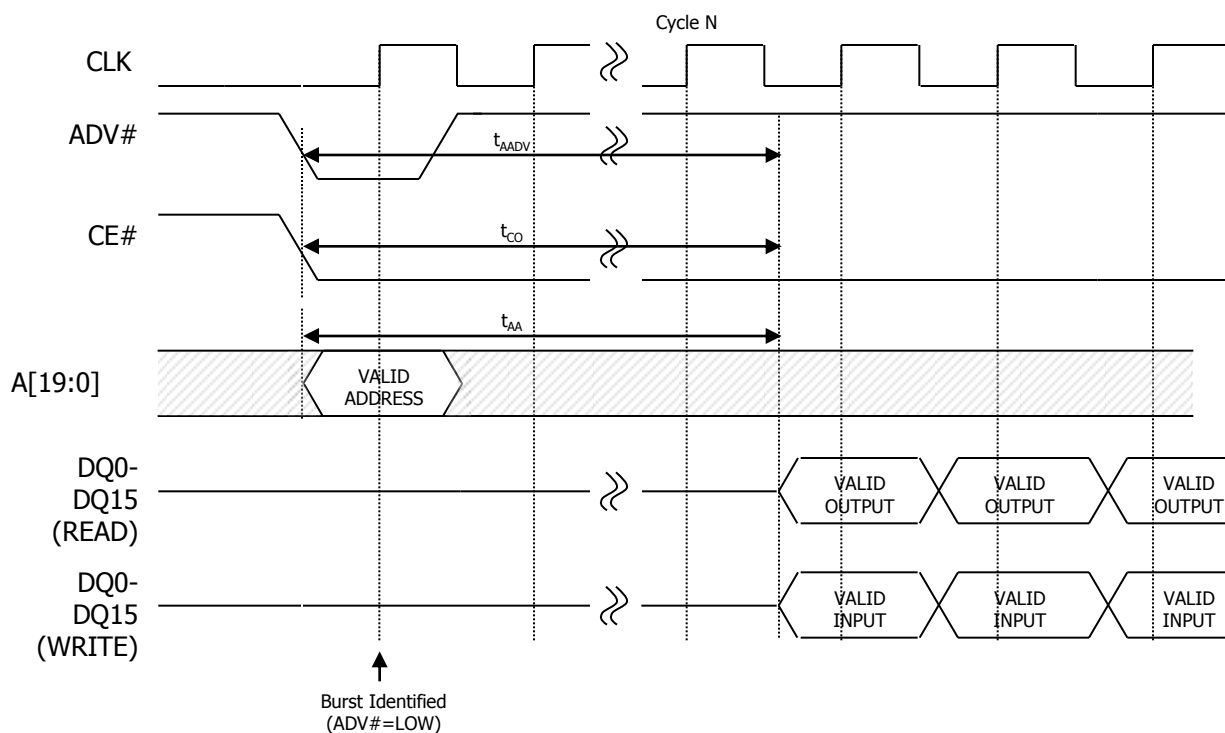 Cycle N
CLK
ADV#
tAADV
CE#
tCO
tAA
A[19:0]
VALID
ADDRESS
DQ0-
DQ15
(READ)
VALID
OUTPUT
VALID
OUTPUT
VALID
OUTPUT
DQ0-
DQ15
(WRITE)
VALID
INPUT
VALID
INPUT
VALID
INPUT
Burst Identified
(ADV#=LOW)